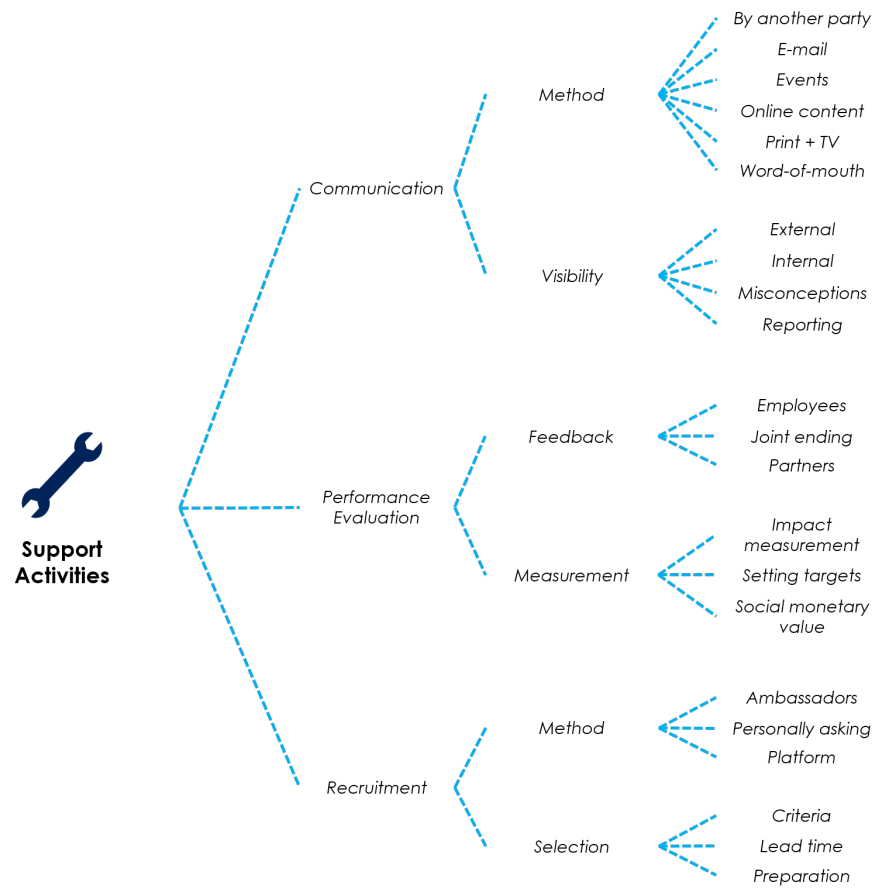 By another party
E-mail
Events
Method
Online content
Print + TV
Word-of-mouth
Communication
External
Internal
Visibility
Misconceptions
Reporting
Employees
Feedback
Joint ending
Partners
Performance
Evaluation
Impact
measurement
Measurement
Setting targets
Social monetary
value
Support
Activities
Ambassadors
Method
Personally asking
Platform
Recruitment
Criteria
Selection
Lead time
Preparation